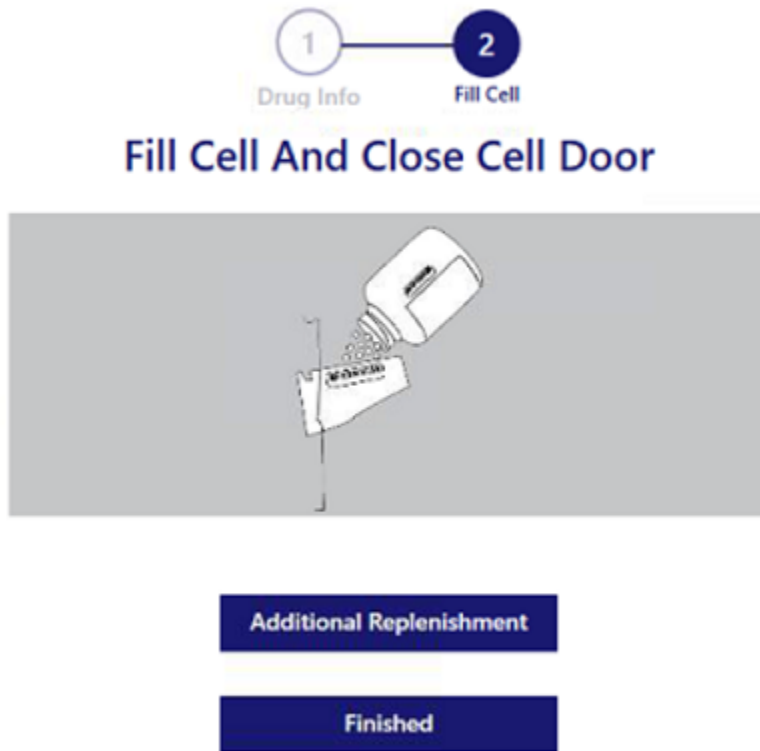 1
2
Drug Info
Fill Cell
Fill Cell And Close Cell Door
Additional Replenishment
Finished